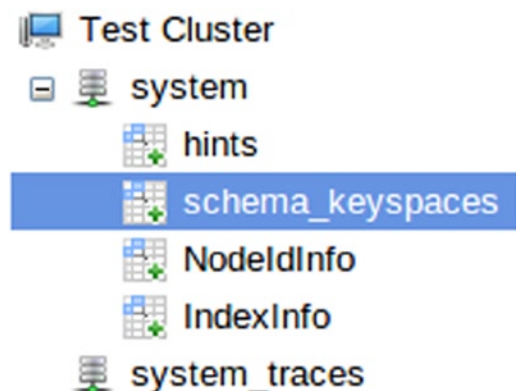 Test Cluster
system
hints
schema_keyspaces
NodeIdInfo
IndexInfo
system_traces